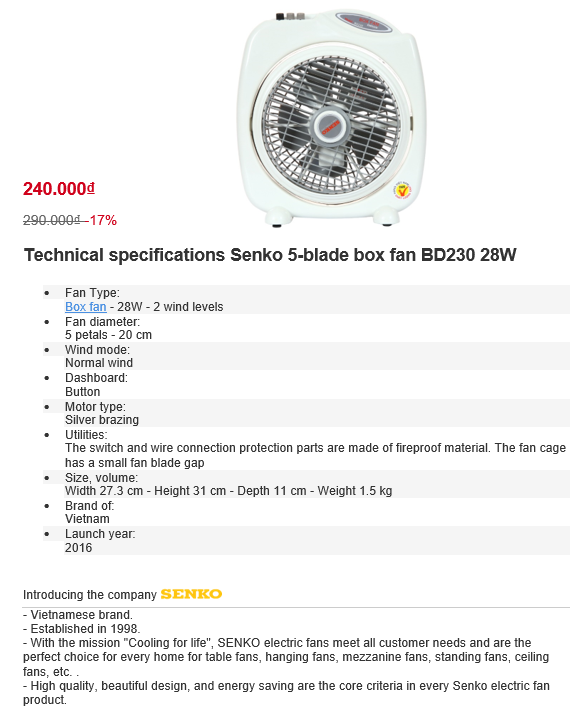 240.000₫
290.000₫ -17%
Technical specifications Senko 5-blade box fan BD230 28W
• Fan Type:
Box fan - 28W - 2 wind levels
• Fan diameter:
5 petals - 20 cm
• Wind mode:
Normal wind
• Dashboard:
Button
• Motor type:
Silver brazing
• Utilities:
The switch and wire connection protection parts are made of fireproof material. The fan cage
has a small fan blade gap
• Size, volume:
Width 27.3 cm - Height 31 cm - Depth 11 cm - Weight 1.5 kg
• Brand of:
Vietnam
• Launch year:
2016
Introducing the company SENKO
- Vietnamese brand.
- Established in 1998.
- With the mission "Cooling for life", SENKO electric fans meet all customer needs and are the
perfect choice for every home for table fans, hanging fans, mezzanine fans, standing fans, ceiling
fans, etc. .
- High quality, beautiful design, and energy saving are the core criteria in every Senko electric fan
product.